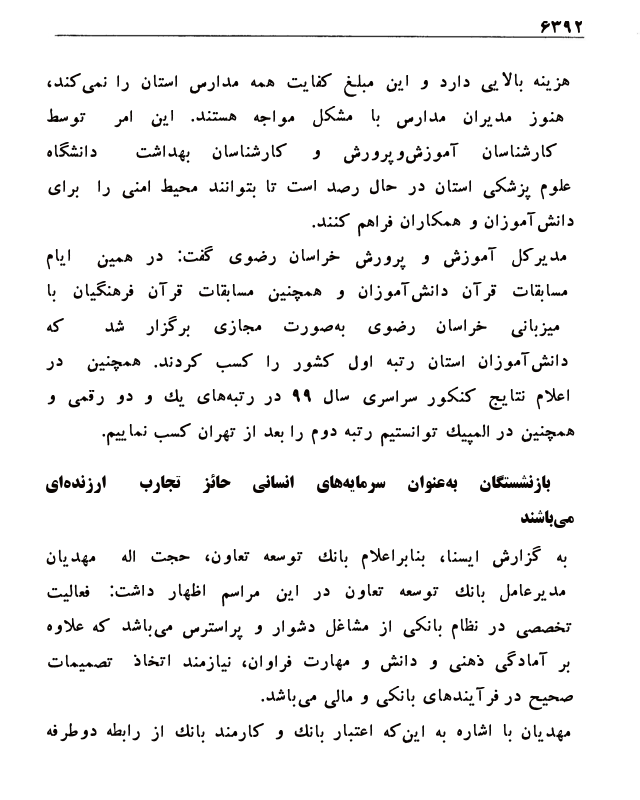 ۶۳۹۲
هزینه بالایی دارد و این مبلغ کفایت همه مدارس استان را نمی‌کند،
هنوز مدیران مدارس با مشکل مواجه هستند. این امر توسط
کارشناسان آموزش‌وپرورش و کارشناسان بهداشت دانشگاه
علوم پزشکی استان در حال رصد است تا بتوانند محیط امنی را برای
دانش‌آموزان و همکاران فراهم کنند.
مدیرکل آموزش و پرورش خراسان رضوی گفت: در همین ایام
مسابقات قرآن دانش‌آموزان و همچنین مسابقات قرآن فرهنگیان با
میزبانی خراسان رضوی به‌صورت مجازی برگزار شد که
دانش‌آموزان استان رتبه اول کشور را کسب کردند. همچنین در
اعلام نتایج کنکور سراسری سال ۹۹ در رتبه‌های یك و دو رقمی و
همچنین در المپیك توانستیم رتبه دوم را بعد از تهران کسب نماییم.
بازنشستگان به‌عنوان سرمایه‌های انسانی حائز تجارب ارزنده‌ای
می‌باشند
به گزارش ایسنا، بنابراعلام بانك توسعه تعاون، حجت اله مهدیان
مدیرعامل بانك توسعه تعاون در این مراسم اظهار داشت: فعالیت
تخصصی در نظام بانکی از مشاغل دشوار و پراسترس می‌باشد که علاوه
بر آمادگی ذهنی و دانش و مهارت فراوان، نیازمند اتخاذ تصمیمات
صحیح در فرآیندهای بانکی و مالی می‌باشد.
مهدیان با اشاره به این‌که اعتبار بانك و کارمند بانك از رابطه دوطرفه